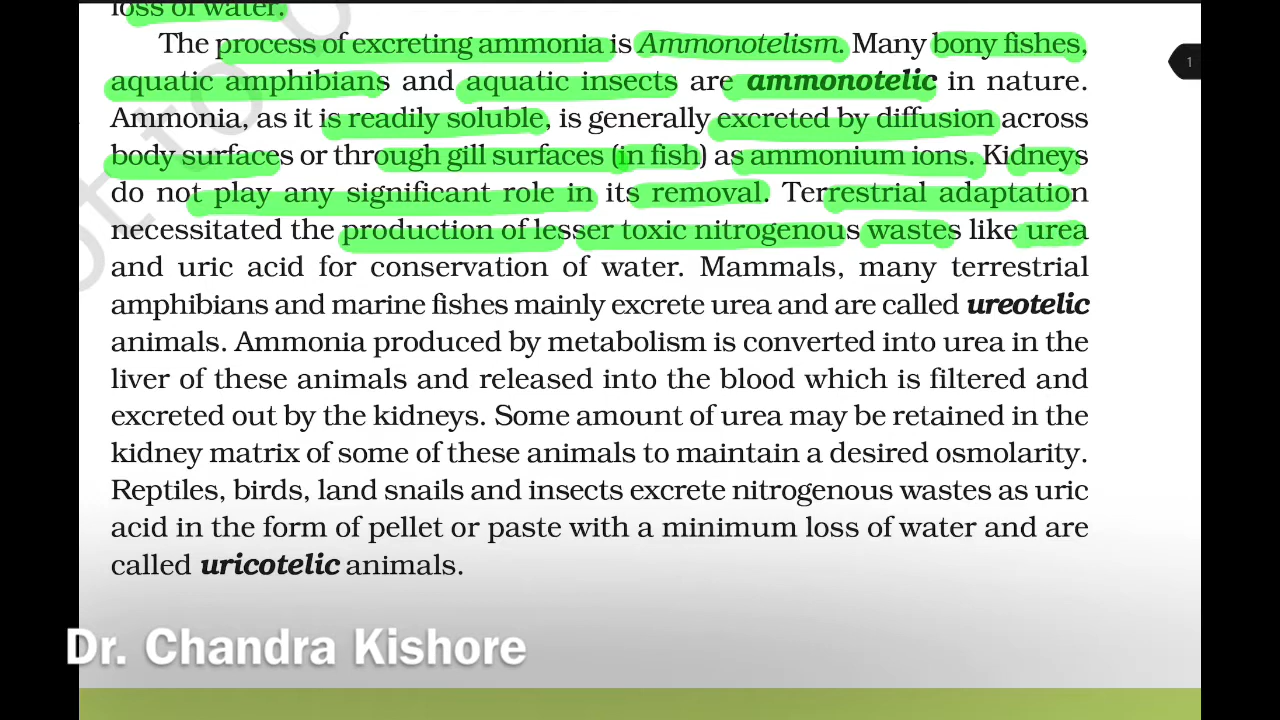 loss of water.
The process of excreting ammonia is Ammonotelism. Many bony fishes,
aquatic amphibians and aquatic insects are ammonotelic in nature.
Ammonia, as it is readily soluble, is generally excreted by diffusion across
body surfaces or through gill surfaces (in fish) as ammonium ions. Kidneys
do not play any significant role in its removal. Terrestrial adaptation
necessitated the production of lesser toxic nitrogenous wastes like urea
and uric acid for conservation of water. Mammals, many terrestrial
amphibians and marine fishes mainly excrete urea and are called ureotelic
animals. Ammonia produced by metabolism is converted into urea in the
liver of these animals and released into the blood which is filtered and
excreted out by the kidneys. Some amount of urea may be retained in the
kidney matrix of some of these animals to maintain a desired osmolarity.
Reptiles, birds, land snails and insects excrete nitrogenous wastes as uric
acid in the form of pellet or paste with a minimum loss of water and are
called uricotelic animals.
1
Dr. Chandra Kishore